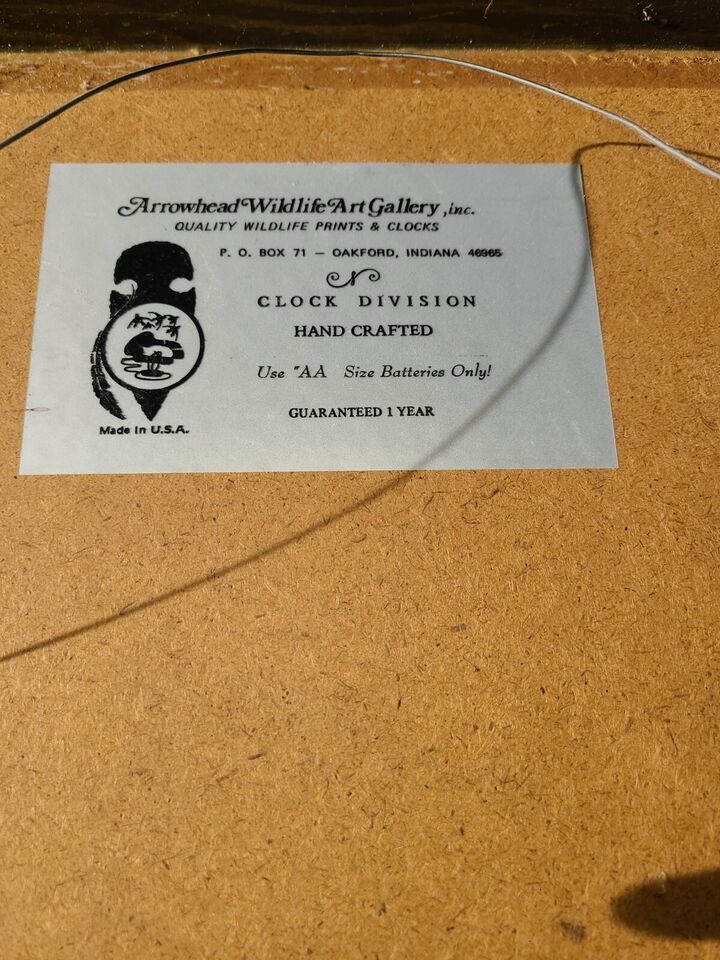 Arrowhead Wildlife Art Gallery, inc.
QUALITY WILDLIFE PRINTS & CLOCKS
P. O. BOX 71 — OAKFORD, INDIANA 46965
CLOCK DIVISION
HAND CRAFTED
Use "AA Size Batteries Only!
GUARANTEED 1 YEAR
Made In U.S.A.